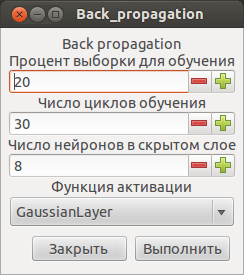 Back_propagation
Back propagation
Процент выборки для обучения
20
Число циклов обучения
30
Число нейронов в скрытом слое
8
Функция активации
GaussianLayer
Закрыть Выполнить